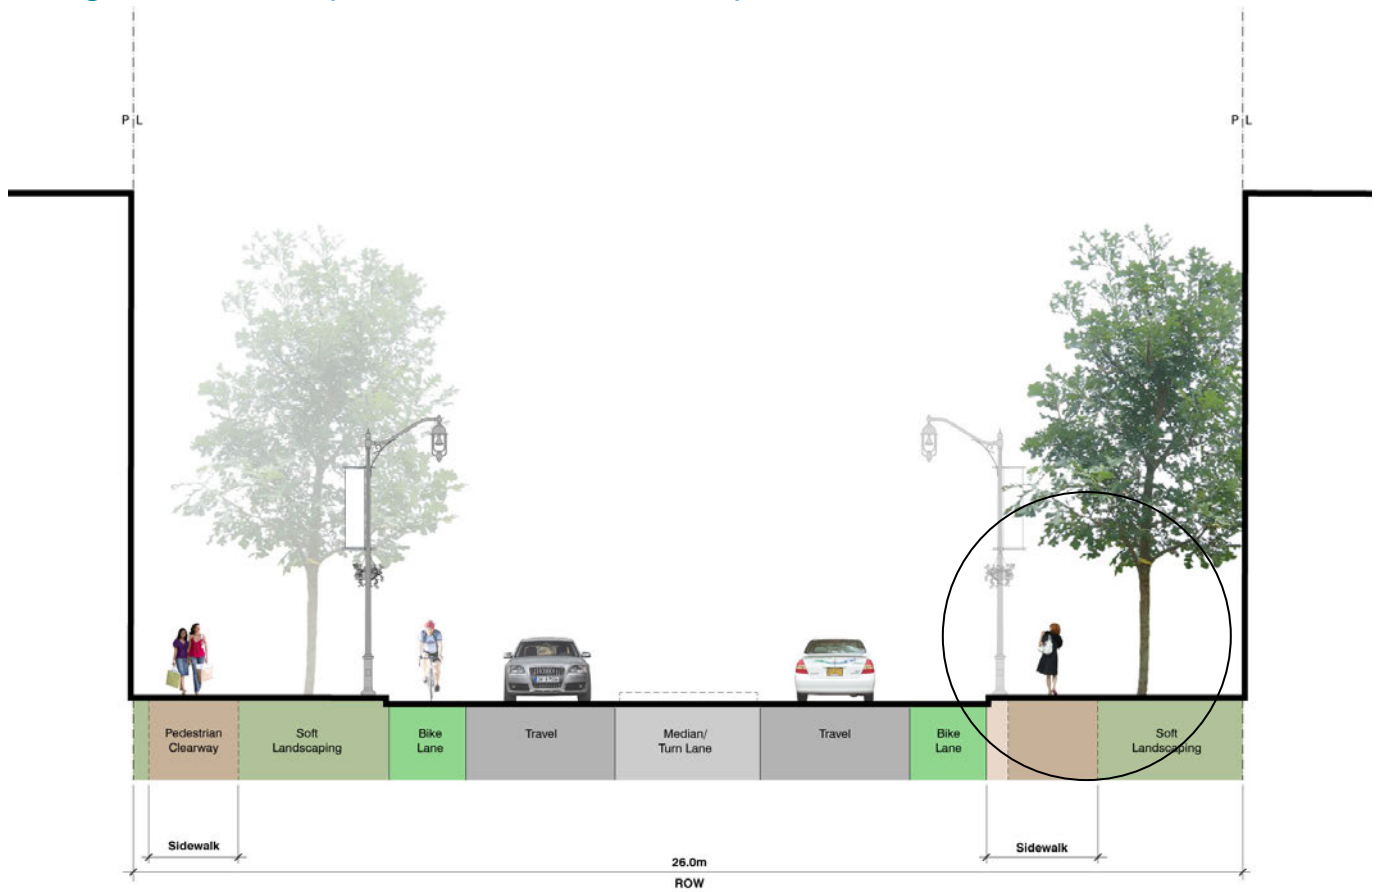 P L
P L
Pedestrian
Clearway
Soft
Landscaping
Bike
Lane
Travel
Median/
Turn Lane
Travel
Bike
Lane
Soft
Landscaping
Sidewalk
Sidewalk
26.0m
ROW